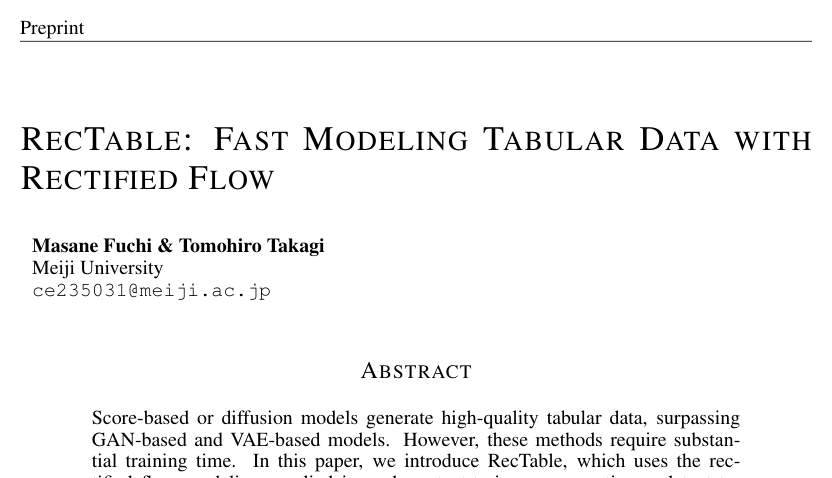 Preprint
RECTABLE: FAST MODELING TABULAR DATA WITH
RECTIFIED FLOW
Masane Fuchi & Tomohiro Takagi
Meiji University
ce235031@meiji.ac.jp
ABSTRACT
Score-based or diffusion models generate high-quality tabular data, surpassing
GAN-based and VAE-based models. However, these methods require substan-
tial training time. In this paper, we introduce RecTable, which uses the rec-